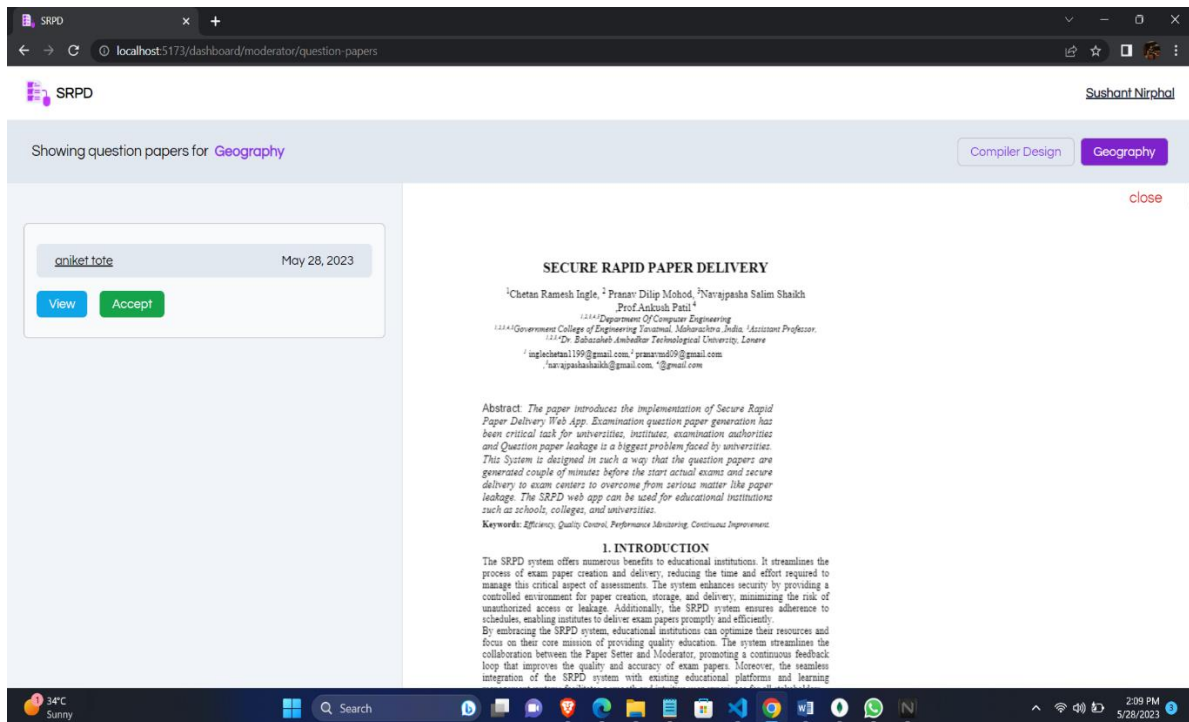 SRPD
localhost:5173/dashboard/moderator/question-papers
SRPD
Sushant Nirphal
Showing question papers for Geography
Compiler Design
Geography
close
aniket tote
May 28, 2023
View
Accept
SECURE RAPID PAPER DELIVERY
1Chetan Ramesh Ingle, 2 Pranav Dilip Mohod, 3Navajpasha Salim Shaikh
,Prof.Ankush Patil 4
Department Of Computer Engineering
Government College of Engineering Yavatmal, Maharashtra ,India, Assistant Professor,
Dr. Babasaheb Ambedkar Technological University, Lonere
1 inglechetan1199@gmail.com,2 pranavmd09@gmail.com
,3navajpashashaikh@gmail.com, 4@gmail.com
Abstract: The paper introduces the implementation of Secure Rapid
Paper Delivery Web App. Examination question paper generation has
been critical task for universities, institutes, examination authorities
and Question paper leakage is a biggest problem faced by universities.
This System is designed in such a way that the question papers are
generated couple of minutes before the start actual exams and secure
delivery to exam centers to overcome from serious matter like paper
leakage. The SRPD web app can be used for educational institutions
such as schools, colleges, and universities.
Keywords: Efficiency, Quality Control, Performance Monitoring, Continuous Improvement.
1. INTRODUCTION
The SRPD system offers numerous benefits to educational institutions. It streamlines the
process of exam paper creation and delivery, reducing the time and effort required to
manage this critical aspect of assessments. The system enhances security by providing a
controlled environment for paper creation, storage, and delivery, minimizing the risk of
unauthorized access or leakage. Additionally, the SRPD system ensures adherence to
schedules, enabling institutes to deliver exam papers promptly and efficiently.
By embracing the SRPD system, educational institutions can optimize their resources and
focus on their core mission of providing quality education. The system streamlines the
collaboration between the Paper Setter and Moderator, promoting a continuous feedback
loop that improves the quality and accuracy of exam papers. Moreover, the seamless
integration of the SRPD system with existing educational platforms and learning
1
34°C
Sunny
Search
2:09 PM
5/28/2023
3